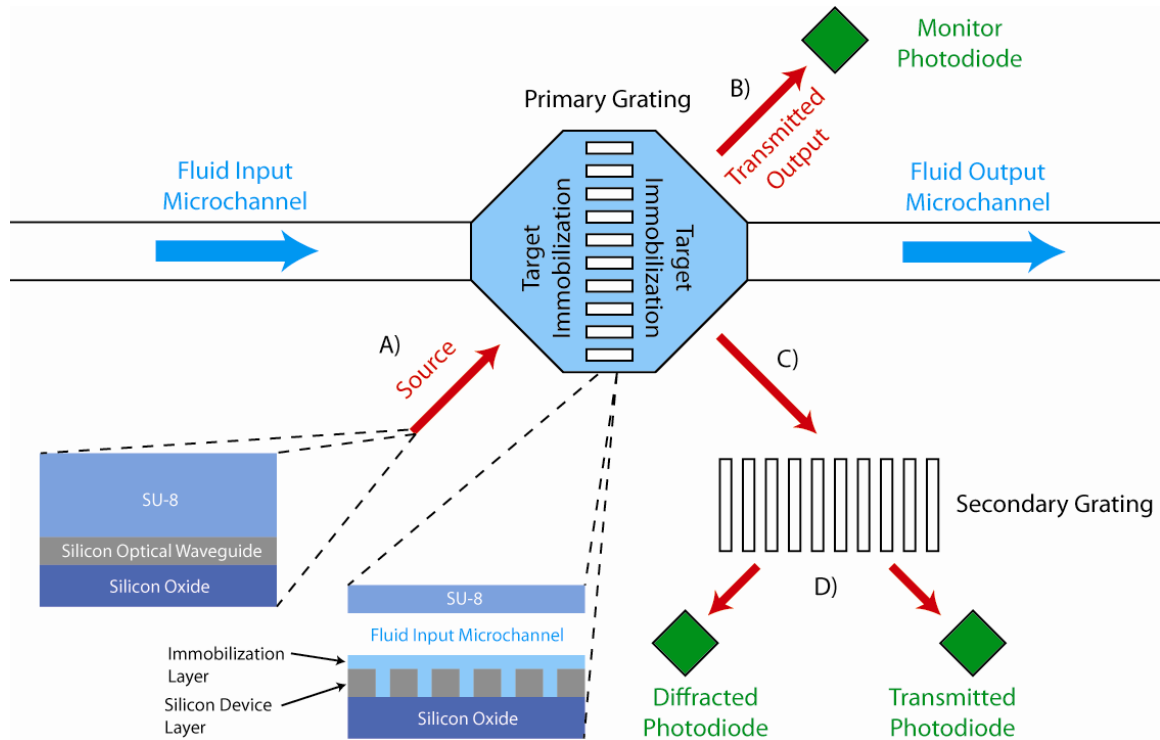 Monitor
Photodiode
B)
Primary Grating
Transmitted
Output
Fluid Input
Microchannel
Target
Immobilization
Target
Immobilization
Fluid Output
Microchannel
A)
Source
C)
SU-8
Silicon Optical Waveguide
Silicon Oxide
Secondary Grating
D)
SU-8
Fluid Input Microchannel
Immobilization
Layer
Silicon Device
Layer
Silicon Oxide
Diffracted
Photodiode
Transmitted
Photodiode